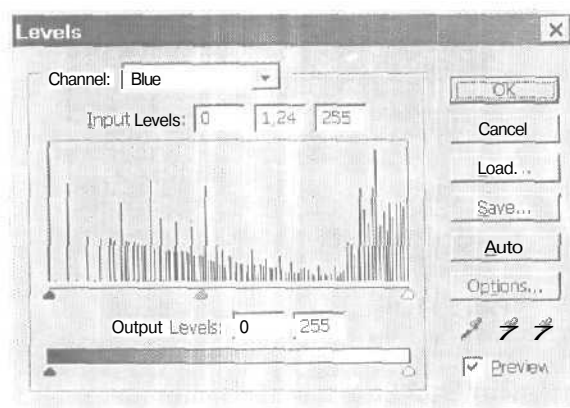 Levels
Channel: Blue
Input Levels: 0 1,24 255
Output Levels: 0 255
OK
Cancel
Load...
Save...
Auto
Options...
Preview